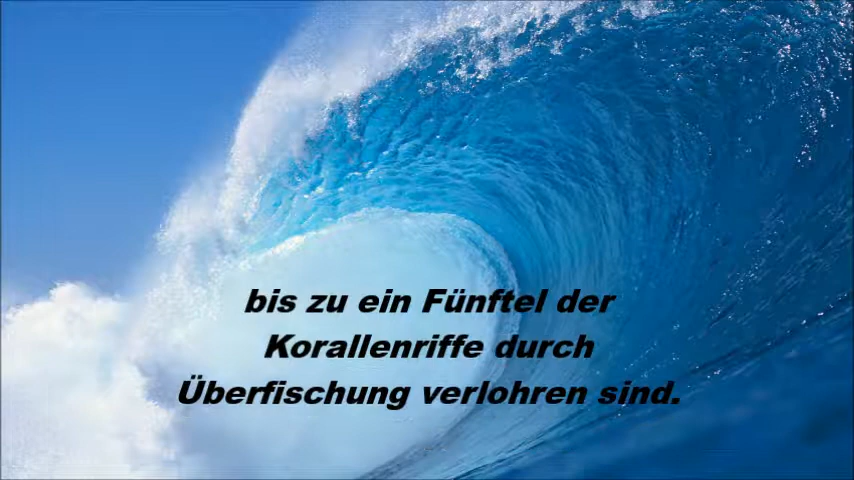 bis zu ein Fünftel der
Korallenriffe durch
Überfischung verlohren sind.